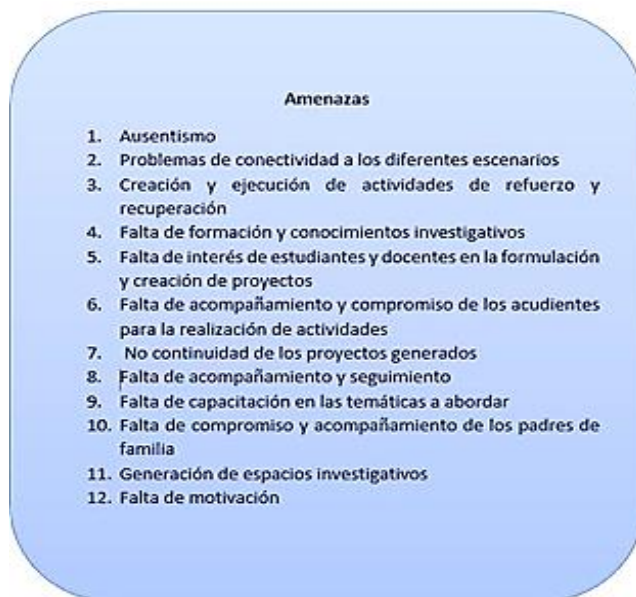 Amenazas
1. Ausentismo
2. Problemas de conectividad a los diferentes escenarios
3. Creación y ejecución de actividades de refuerzo y
recuperación
4. Falta de formación y conocimientos investigativos
5. Falta de interés de estudiantes y docentes en la formulación
y creación de proyectos
6. Falta de acompañamiento y compromiso de los acudientes
para la realización de actividades
7. No continuidad de los proyectos generados
8. Falta de acompañamiento y seguimiento
9. Falta de capacitación en las temáticas a abordar
10. Falta de compromiso y acompañamiento de los padres de
familia
11. Generación de espacios investigativos
12. Falta de motivación